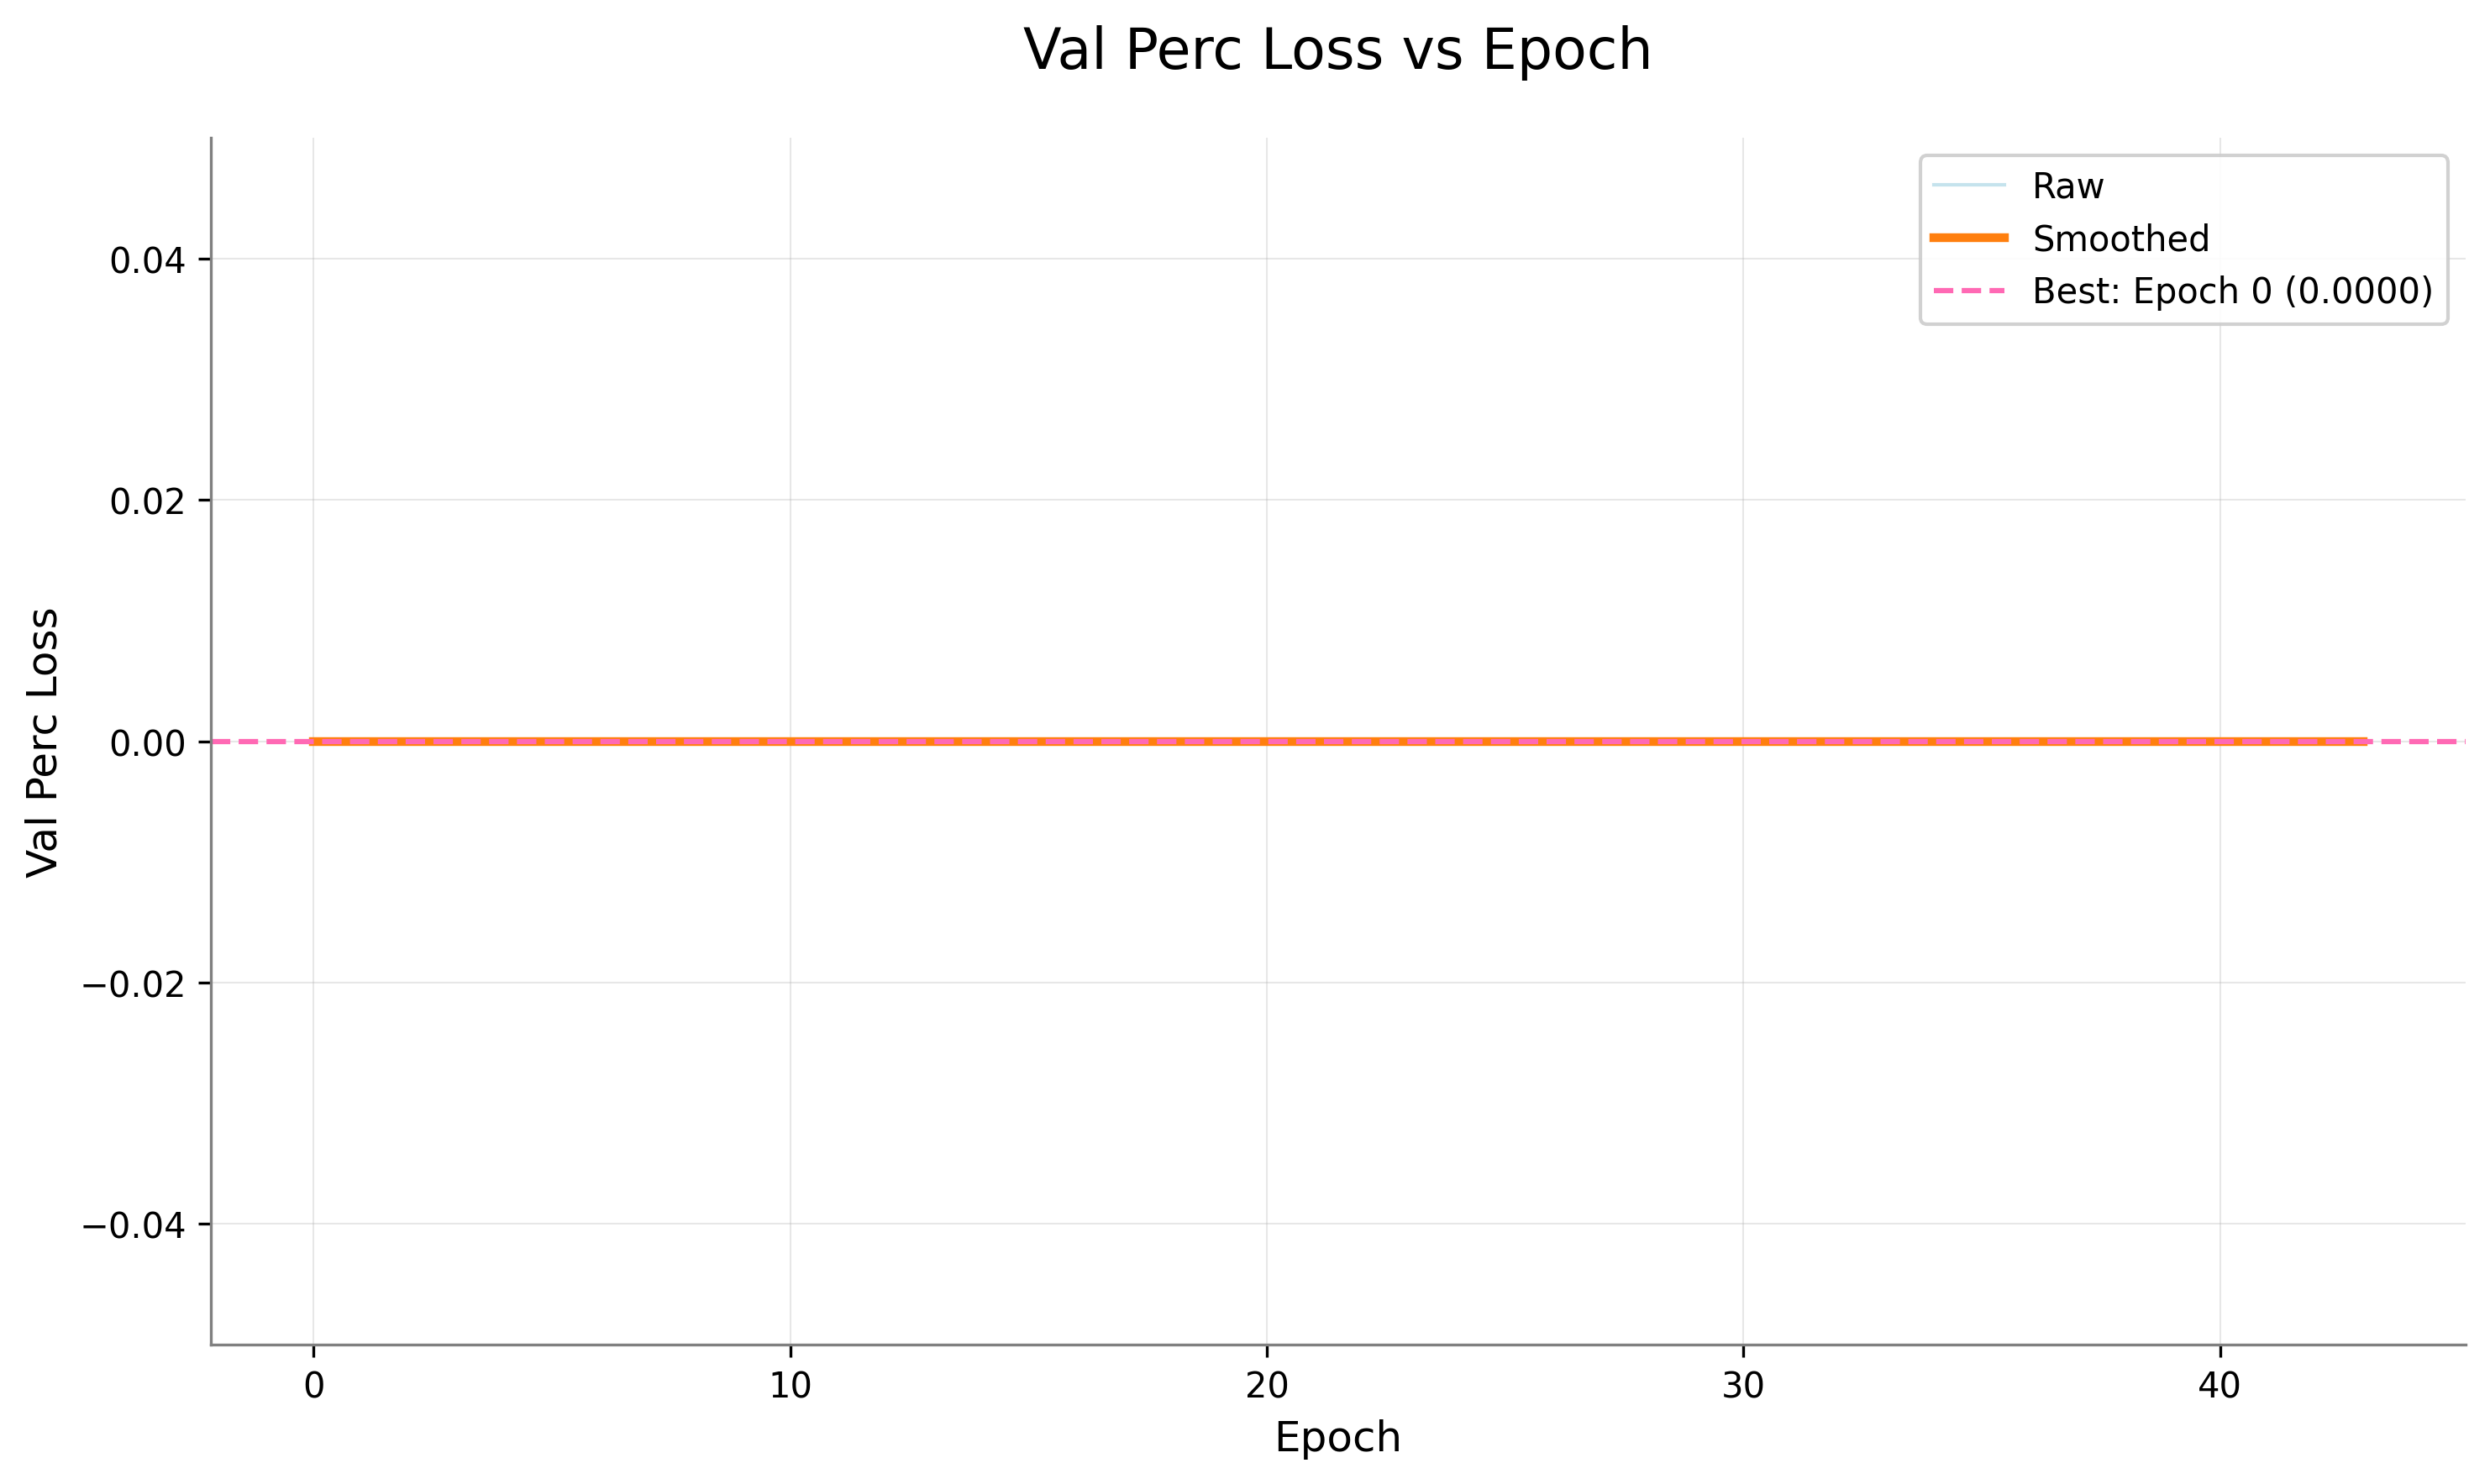 Val Perc Loss vs Epoch
Raw
Smoothed
Best: Epoch 0 (0.0000)
Val Perc Loss
0.04
0.02
0.00
−0.02
−0.04
0 10 20 30 40
Epoch